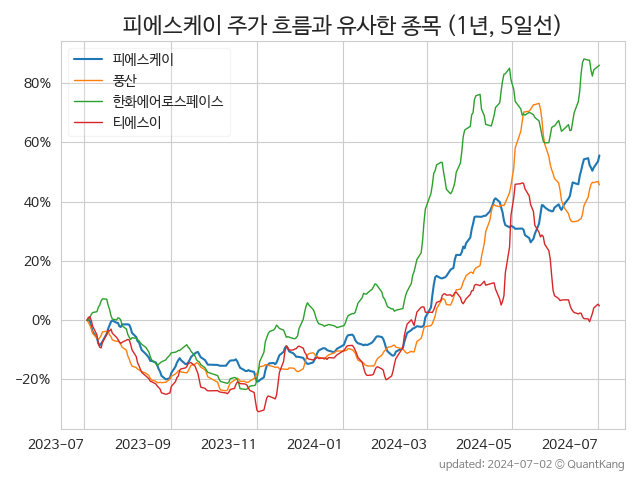 피에스케이 주가 흐름과 유사한 종목 (1년, 5일선)
피에스케이
풍산
한화에어로스페이스
티에스이
80%
60%
40%
20%
0%
−20%
2023-07 2023-09 2023-11 2024-01 2024-03 2024-05 2024-07
updated: 2024-07-02 © QuantKang